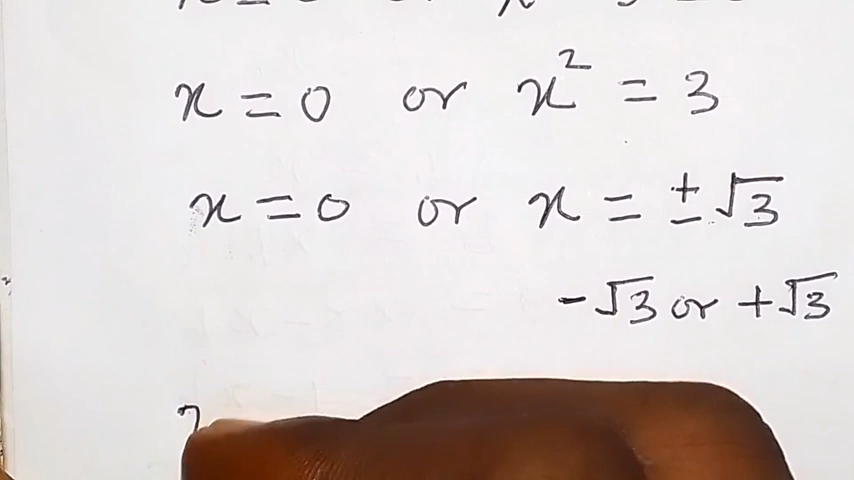 x = 0 or x² = 3
x = 0 or x = ±√3
-√3 or +√3